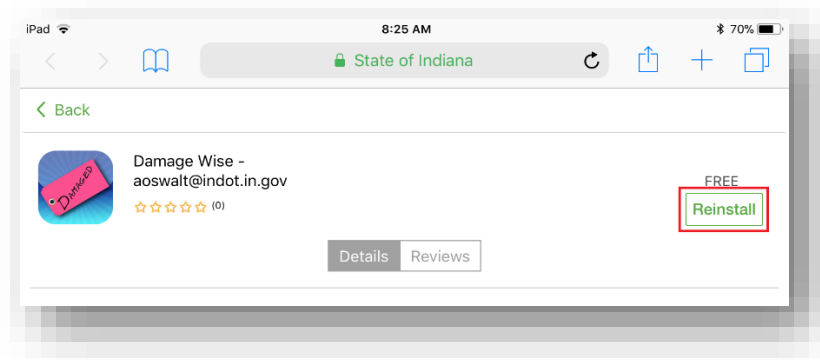 iPad 8:25 AM 70%
State of Indiana
Back
DAMAGED
Damage Wise -
aoswalt@indot.in.gov
(0)
FREE
Reinstall
Details Reviews